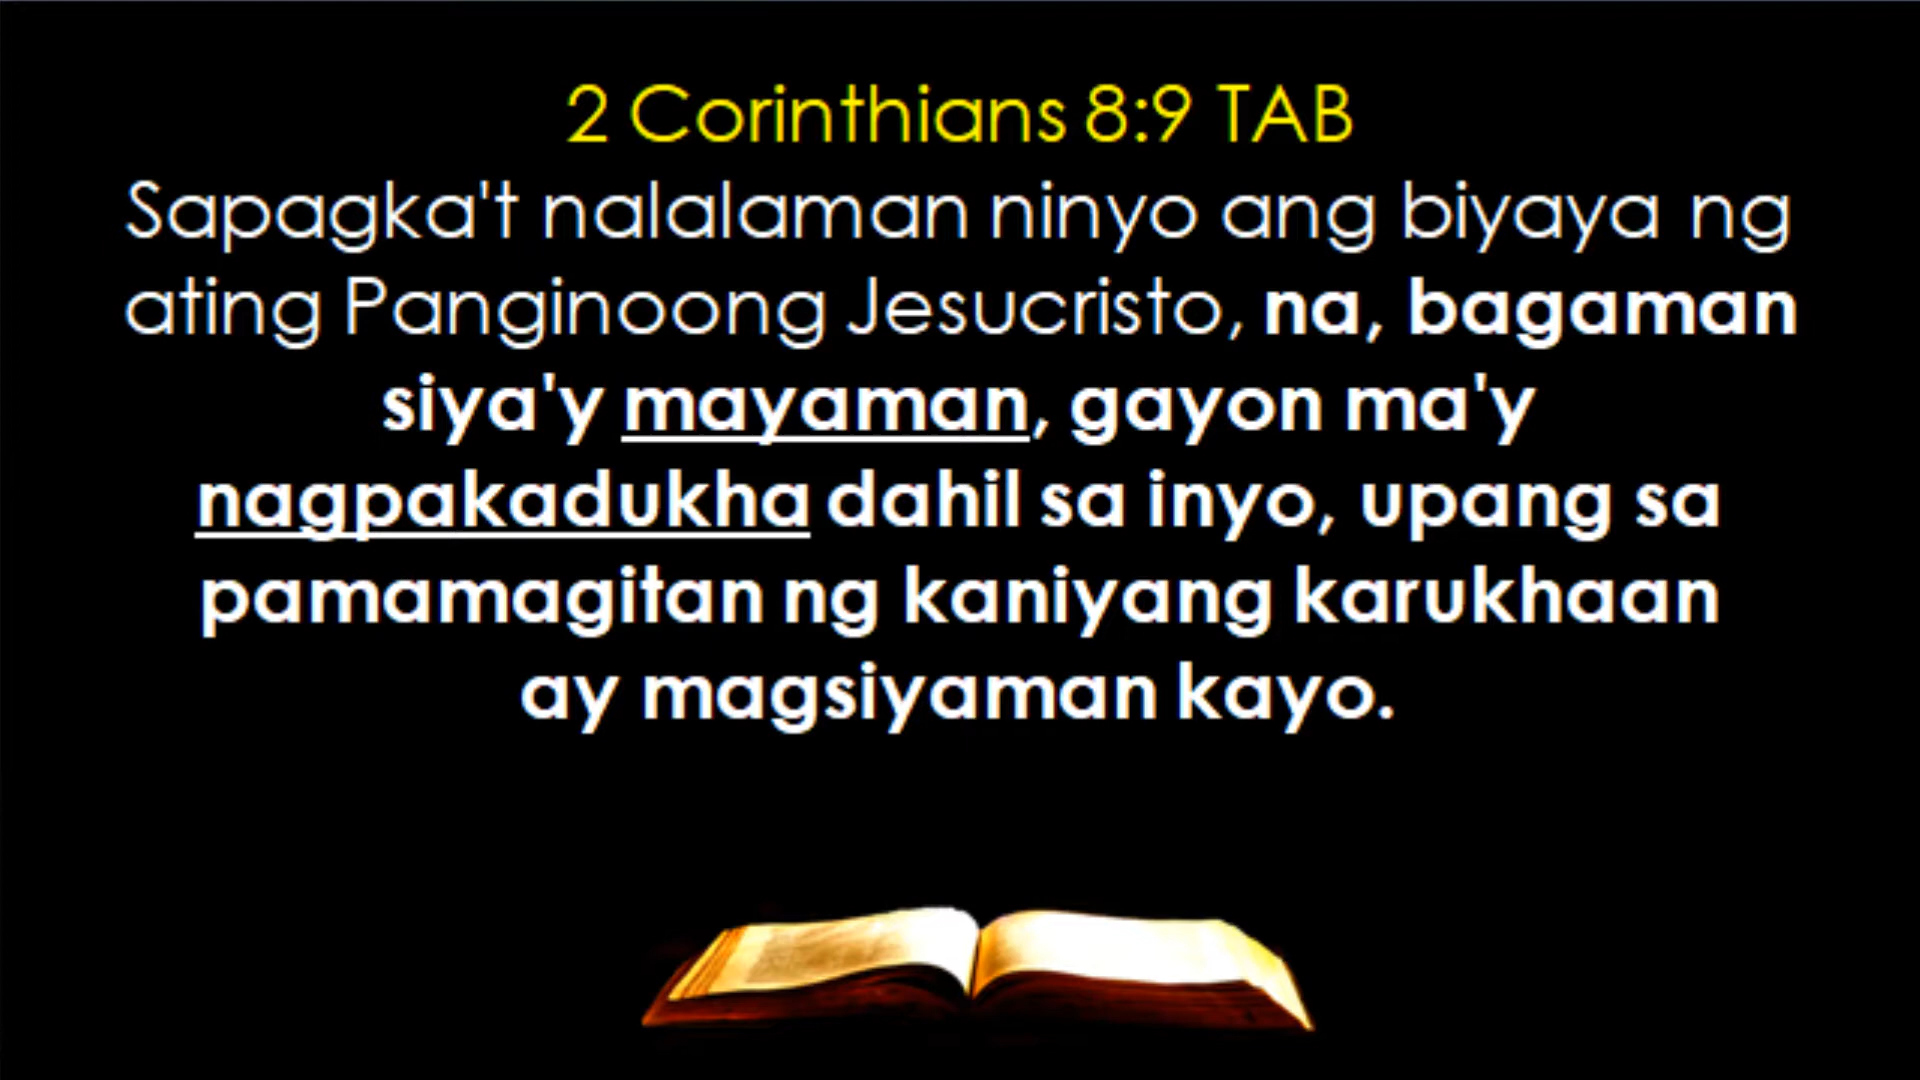 2 Corinthians 8:9 TAB
Sapagka't nalalaman ninyo ang biyaya ng
ating Panginoong Jesucristo, na, bagaman
siya'y mayaman, gayon ma'y
nagpakadukha dahil sa inyo, upang sa
pamamagitan ng kaniyang karukhaan
ay magsiyaman kayo.